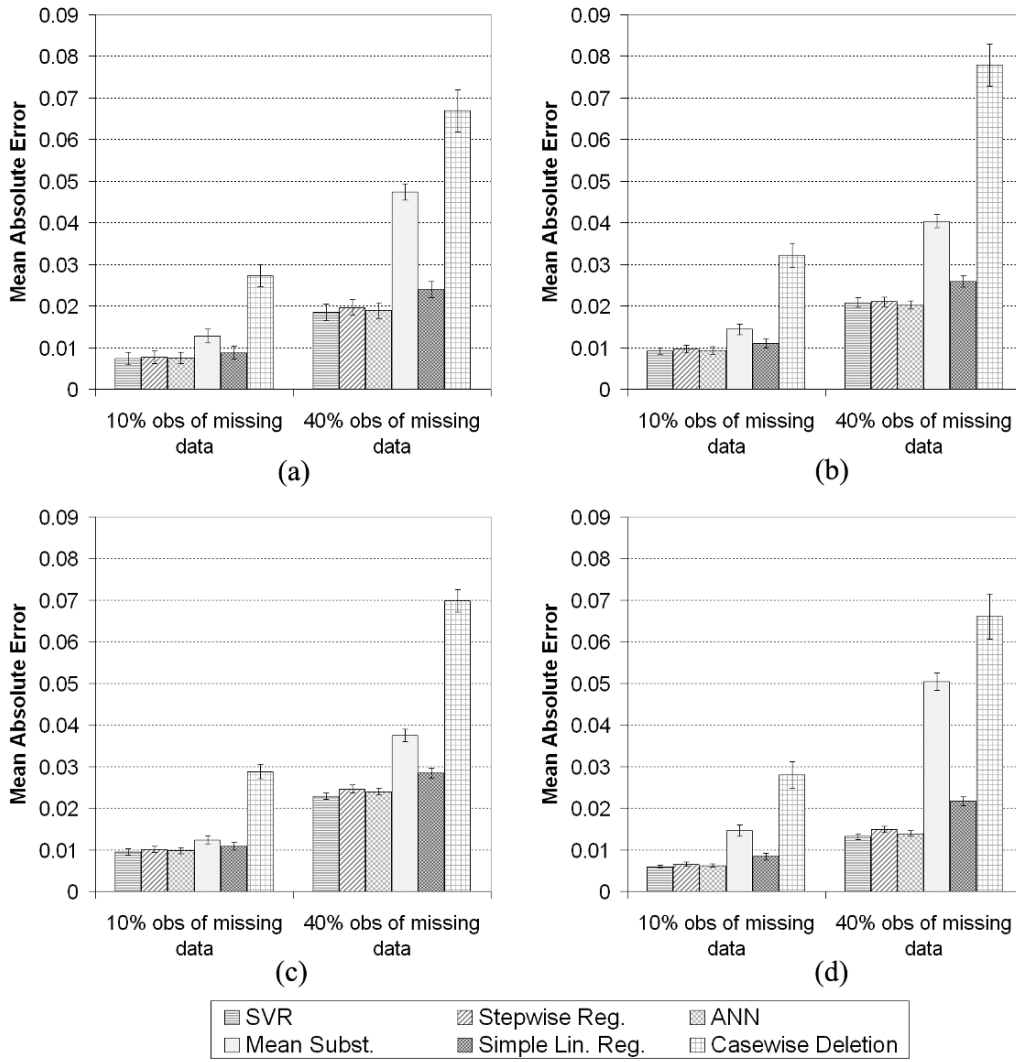 Mean Absolute Error
0.09
0.08
0.07
0.06
0.05
0.04
0.03
0.02
0.01
0
10% obs of missing
data
40% obs of missing
data
(a)
Mean Absolute Error
0.09
0.08
0.07
0.06
0.05
0.04
0.03
0.02
0.01
0
10% obs of missing
data
40% obs of missing
data
(b)
Mean Absolute Error
0.09
0.08
0.07
0.06
0.05
0.04
0.03
0.02
0.01
0
10% obs of missing
data
40% obs of missing
data
(c)
Mean Absolute Error
0.09
0.08
0.07
0.06
0.05
0.04
0.03
0.02
0.01
0
10% obs of missing
data
40% obs of missing
data
(d)
SVR
Stepwise Reg.
ANN
Mean Subst.
Simple Lin. Reg.
Casewise Deletion